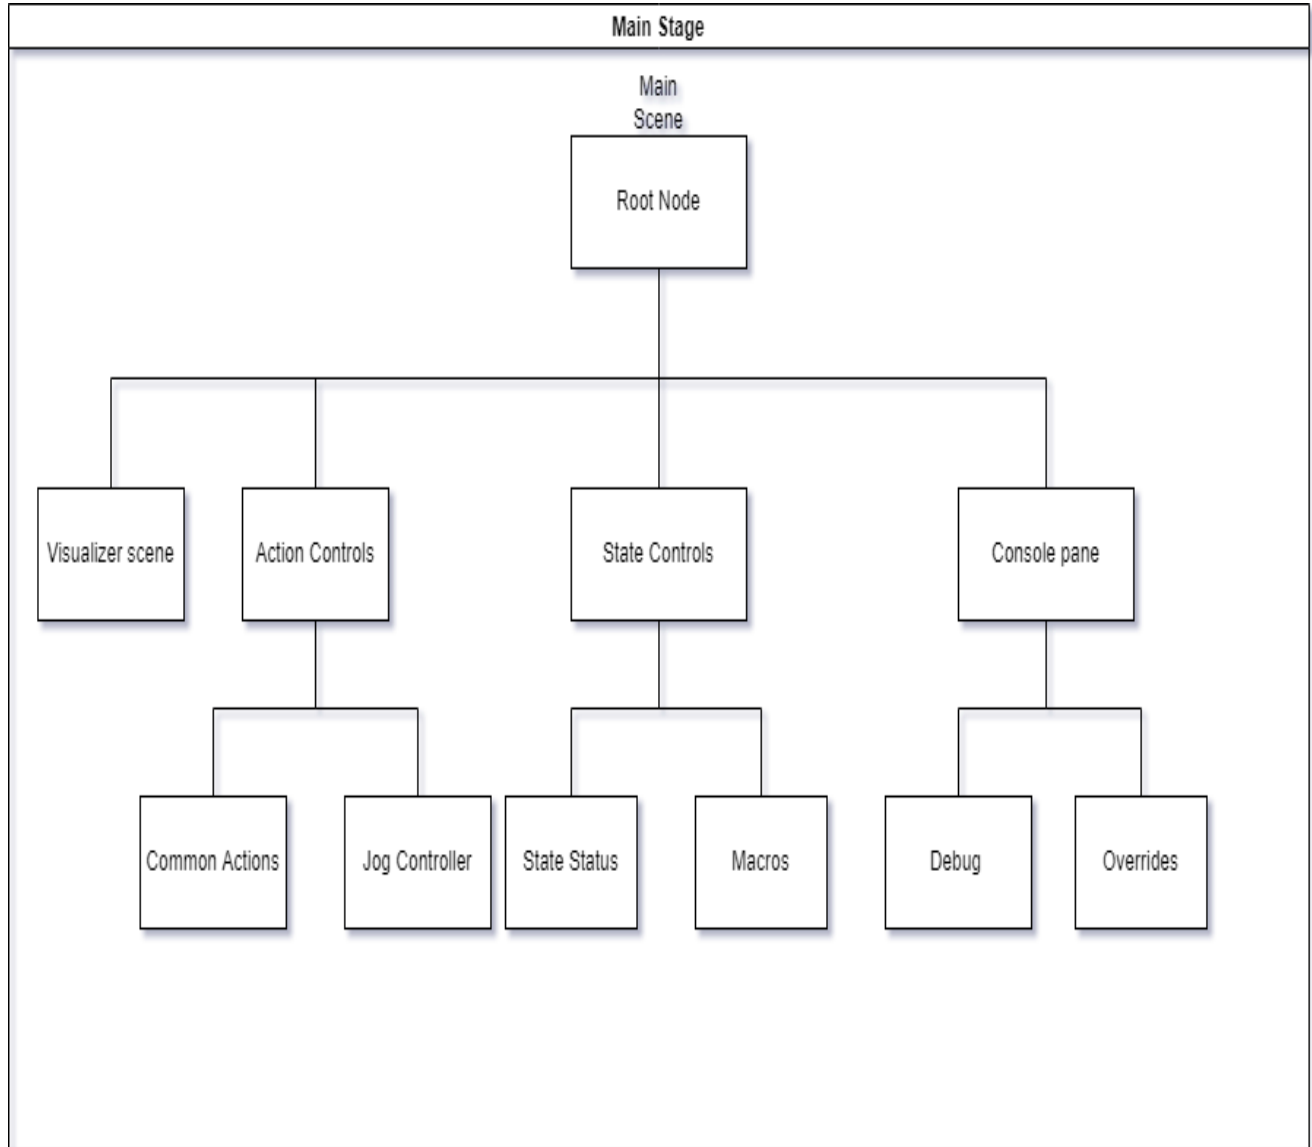 Main Stage
Main
Scene
Root Node
Visualizer scene
Action Controls
State Controls
Console pane
Common Actions
Jog Controller
State Status
Macros
Debug
Overrides